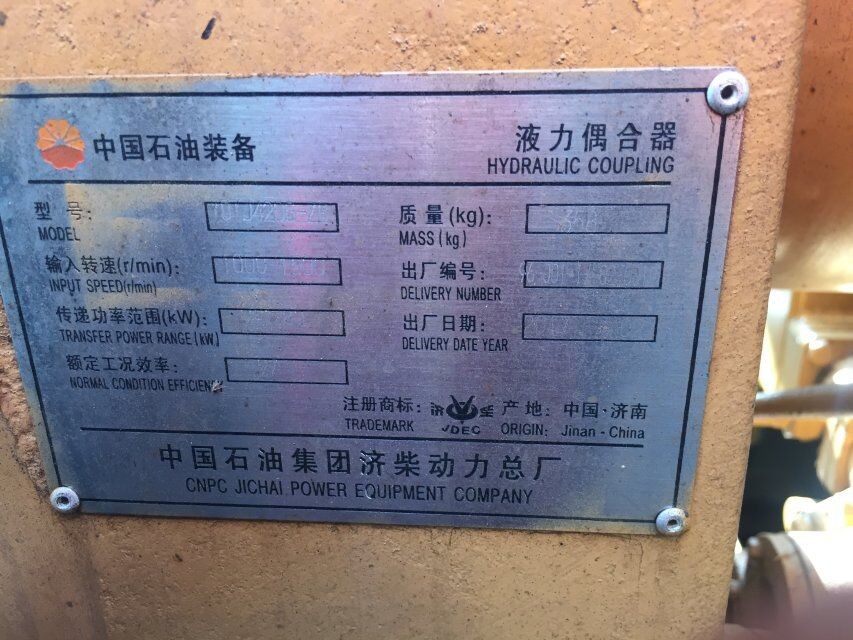 中国石油装备 液力偶合器
HYDRAULIC COUPLING
型号: 质量(kg):
MODEL MASS(kg)
输入转速(r/min): 出厂编号:
INPUT SPEED(r/min) DELIVERY NUMBER
传递功率范围(kW): 出厂日期:
TRANSFER POWER RANGE(kW) DELIVERY DATE YEAR
额定工况效率:
NORMAL CONDITION
注册商标: 济柴 产地: 中国·济南
TRADEMARK JDEC ORIGIN: Jinan-China
中国石油集团济柴动力总厂
CNPC JICHAI POWER EQUIPMENT COMPANY